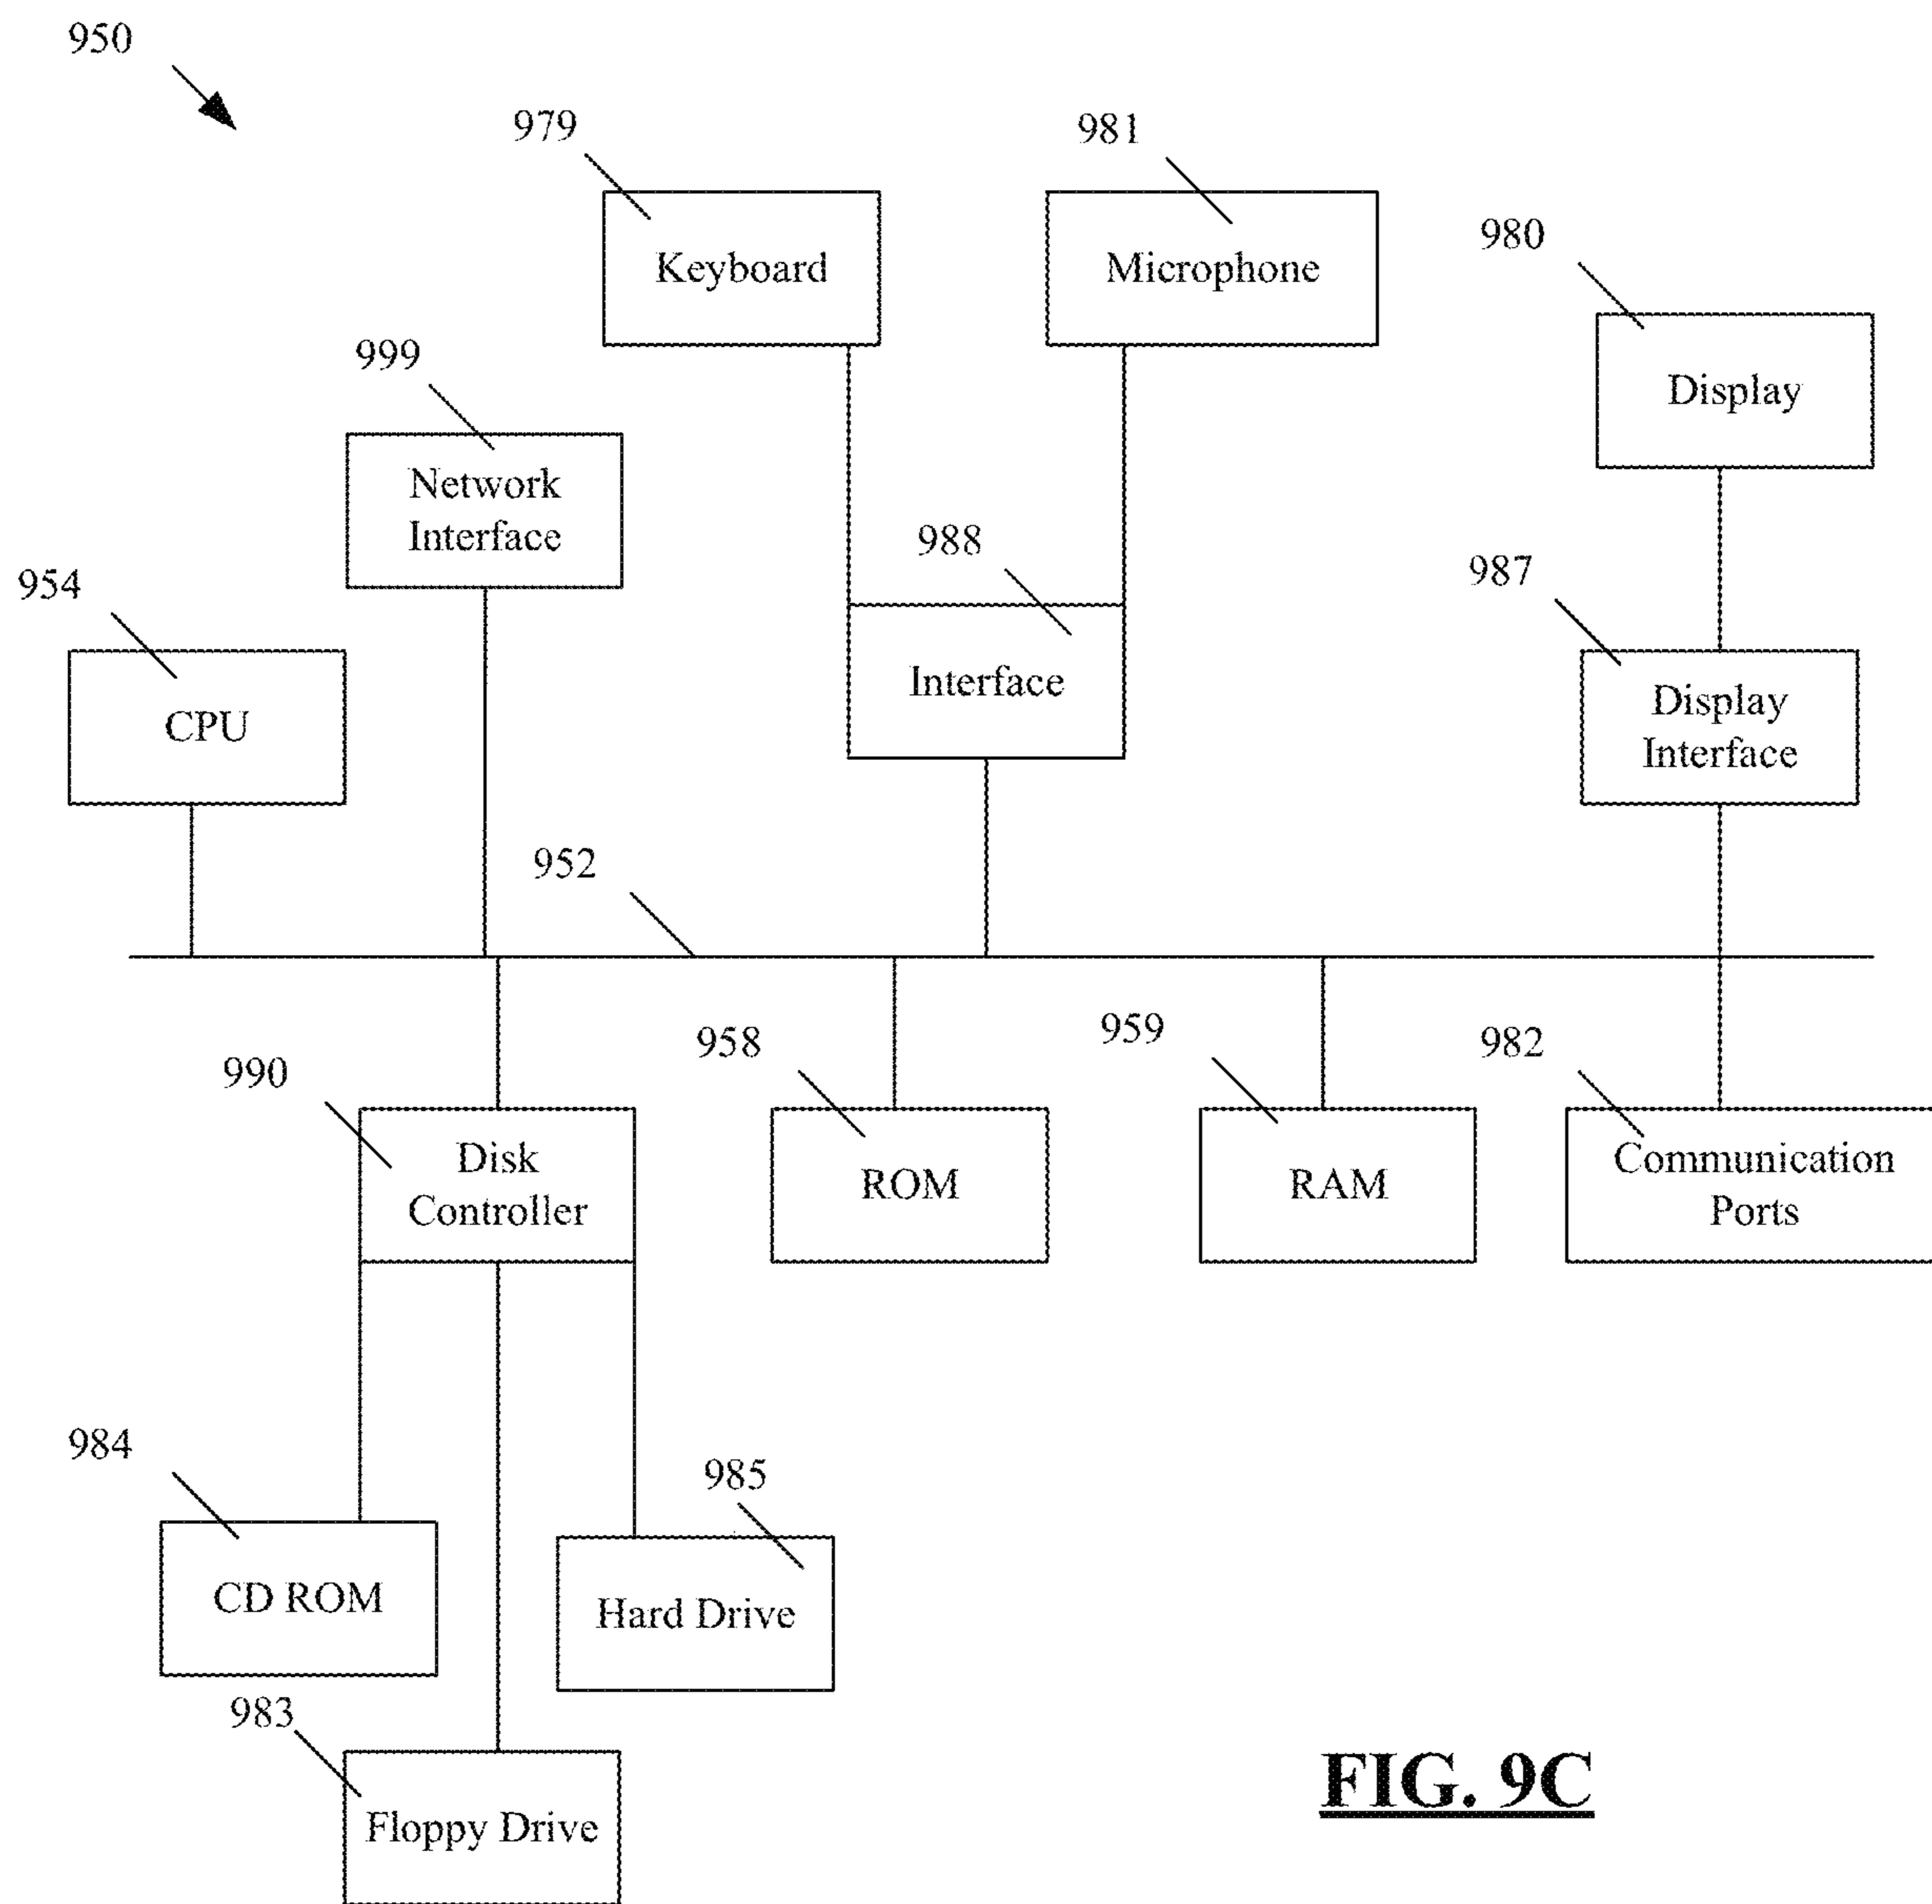 950
979
981
Keyboard
Microphone
980
Display
999
Network
Interface
988
Interface
987
Display
Interface
954
CPU
952
990
Disk
Controller
958
ROM
959
RAM
982
Communication
Ports
984
CD ROM
985
Hard Drive
983
Floppy Drive
FIG. 9C